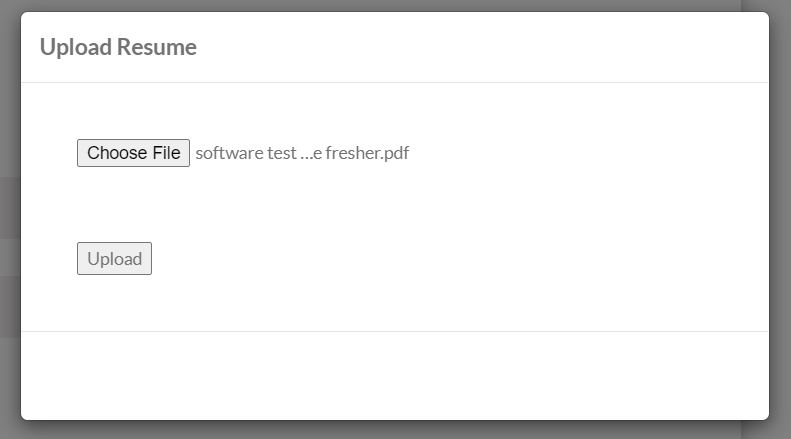 Upload Resume
Choose File software test ...e fresher.pdf
Upload